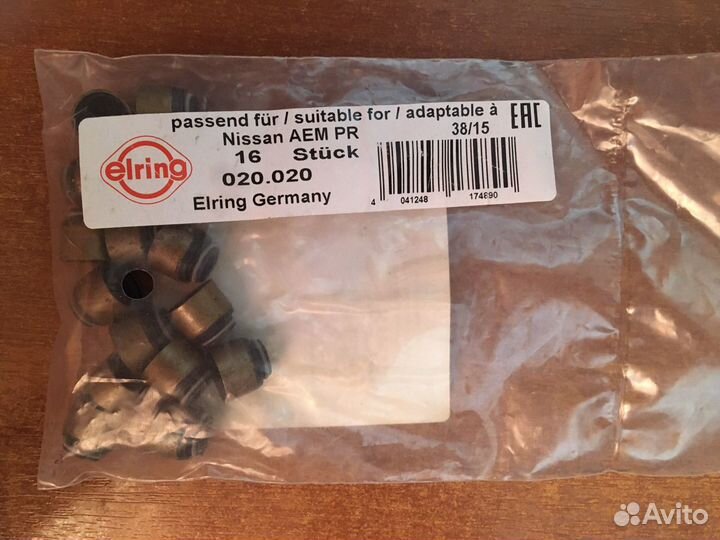 passend für / suitable for / adaptable à
Nissan AEM PR
38/15
EAC
16 Stück
020.020
Elring Germany
elring
4 041248 174890
Avito